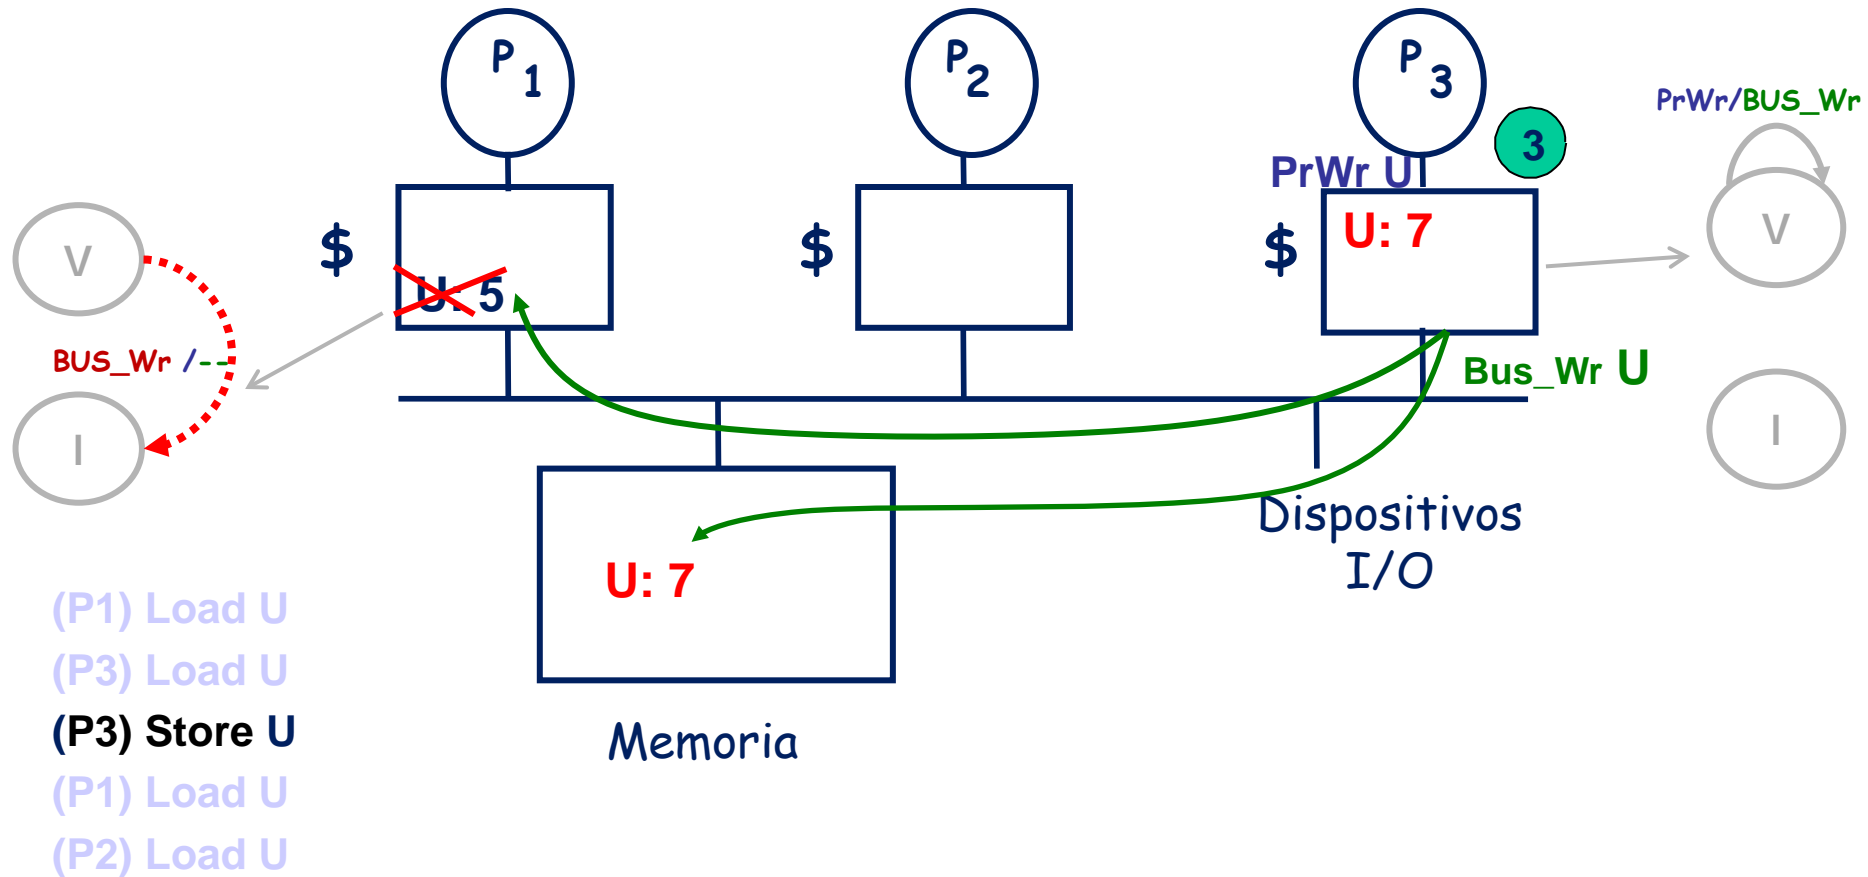 P1
P2
P3
PrWr/BUS_Wr
3
PrWr U
$
$
$
U: 7
V
V
U: 5
BUS_Wr /--
Bus_Wr U
I
I
Dispositivos
I/O
U: 7
(P1) Load U
(P3) Load U
(P3) Store U
Memoria
(P1) Load U
(P2) Load U